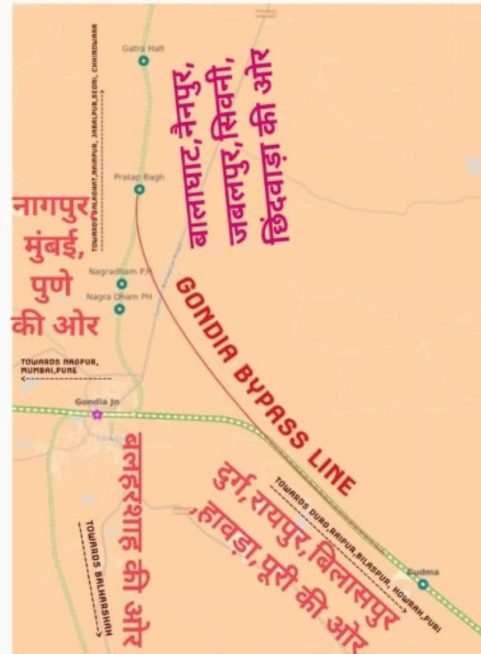 Gatra Halt
TOWARDS BALAGHAT,NAINPUR, JABALPUR,SEONI, CHHINDWARA
बालाघाट,नैनपुर,
जबलपुर,सिवनी,
छिंदवाड़ा की ओर
Pratap Bagh
नागपुर,
मुंबई,
पुणे
की ओर
Nagradham P.H
Nagra Dham PH
GONDIA BYPASS LINE
TOWARDS NAGPUR,
MUMBAI,PUNE
Gondia Jn
बलहरशाह की ओर
TOWARDS BALHARSHAH
दुर्ग,रायपुर,बिलासपुर
,हावड़ा,पूरी की ओर
TOWARDS DURG,RAIPUR,BILASPUR, HOWRAH,PURI
Gudma